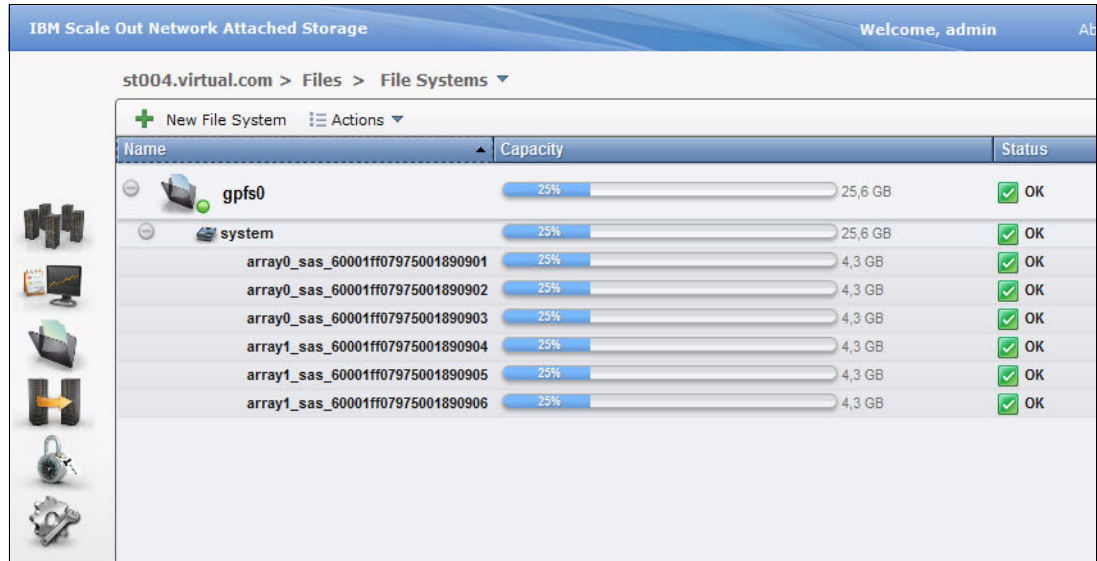 IBM Scale Out Network Attached Storage Welcome, admin Ab
st004.virtual.com > Files > File Systems
New File System Actions
Name Capacity Status
gpfs0 25% 25,6 GB OK
system 25% 25,6 GB OK
array0_sas_60001ff07975001890901 25% 4,3 GB OK
array0_sas_60001ff07975001890902 25% 4,3 GB OK
array0_sas_60001ff07975001890903 25% 4,3 GB OK
array1_sas_60001ff07975001890904 25% 4,3 GB OK
array1_sas_60001ff07975001890905 25% 4,3 GB OK
array1_sas_60001ff07975001890906 25% 4,3 GB OK